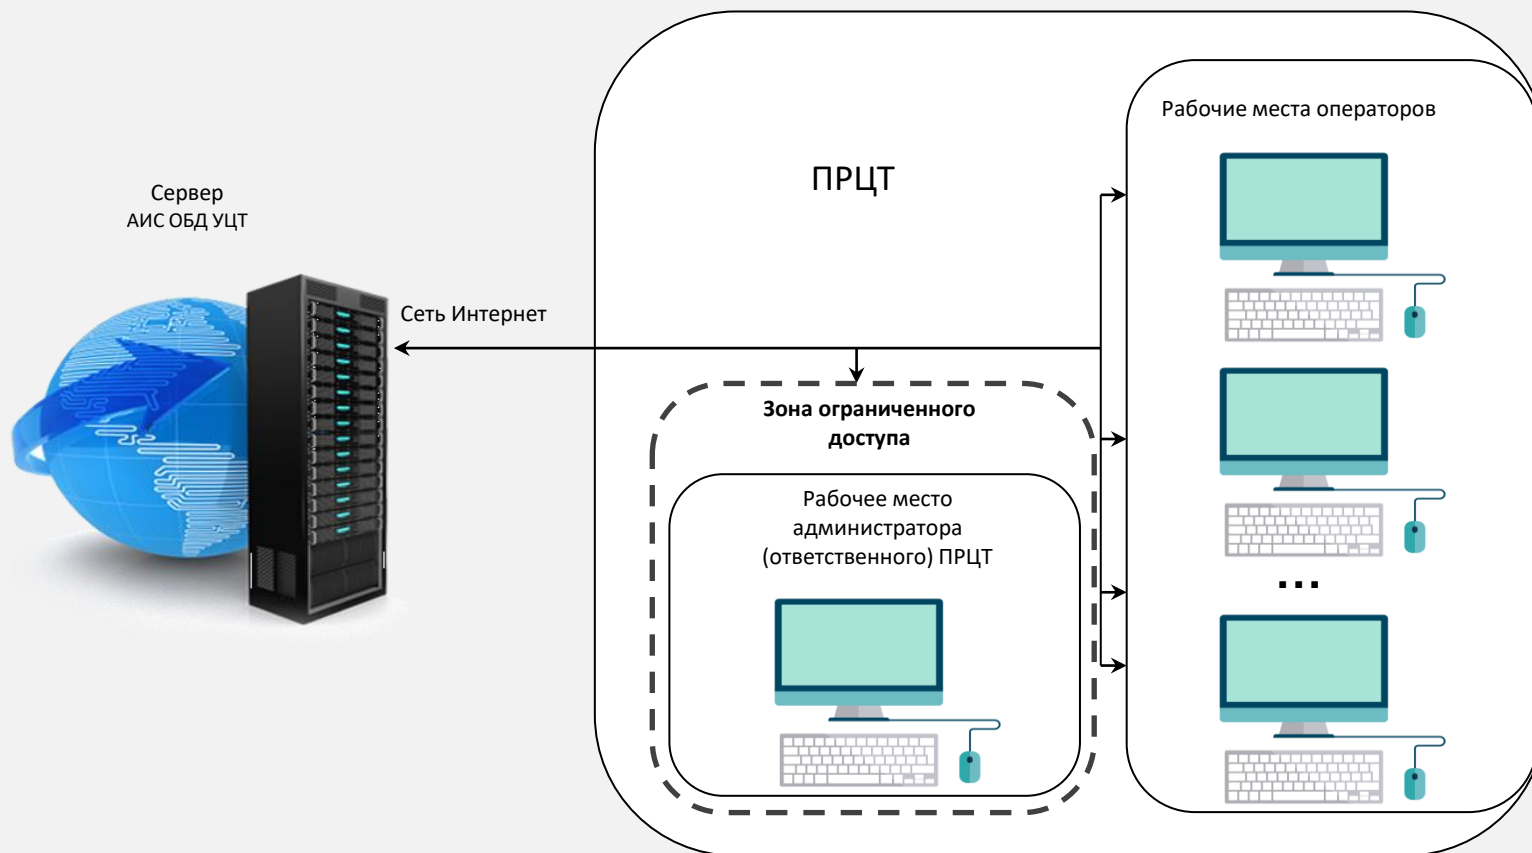 Сервер
АИС ОБД УЦТ
Сеть Интернет
ПРЦТ
Зона ограниченного
доступа
Рабочее место
администратора
(ответственного) ПРЦТ
Рабочие места операторов
...